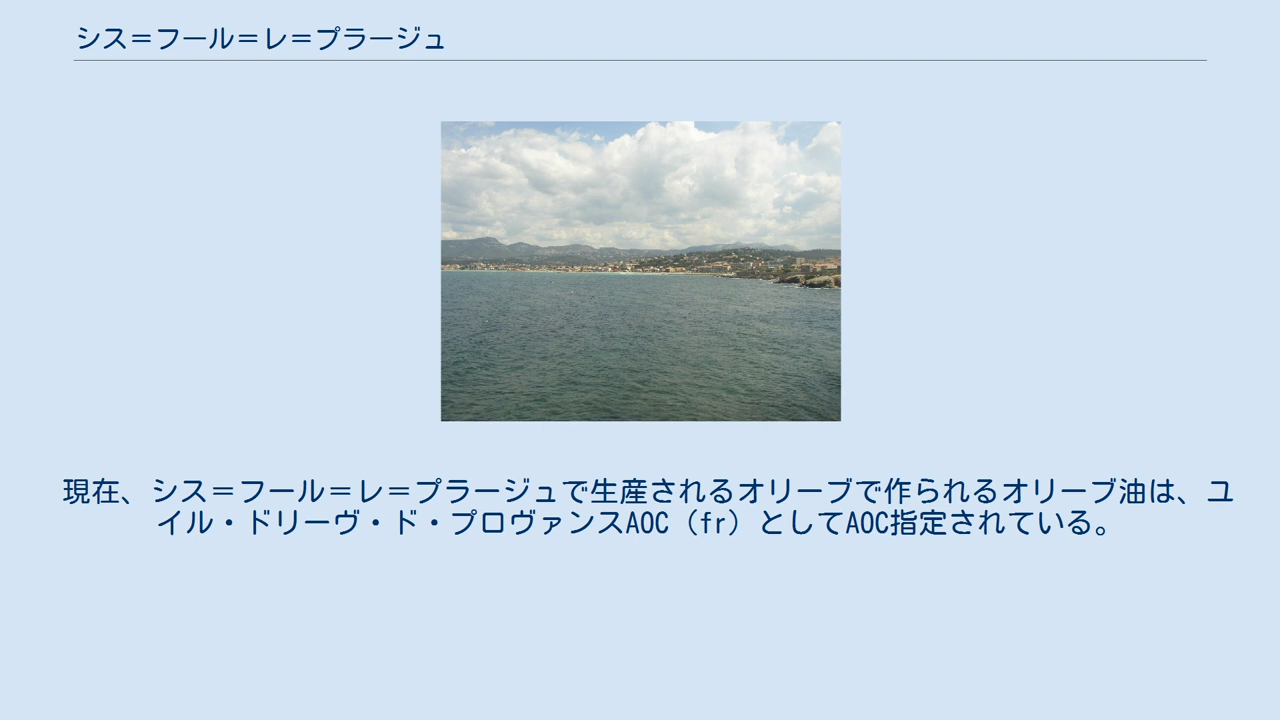 シス＝フール＝レ＝プラージュ
現在、シス＝フール＝レ＝プラージュで生産されるオリーブで作られるオリーブ油は、ユ
イル・ドリーヴ・ド・プロヴァンスAOC（fr）としてAOC指定されている。